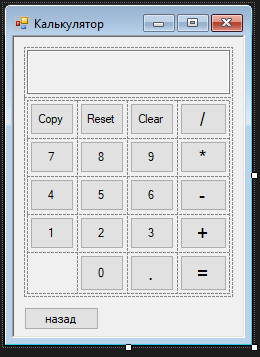 Калькулятор
Copy Reset Clear /
7 8 9 *
4 5 6 -
1 2 3 +
0 . =
назад